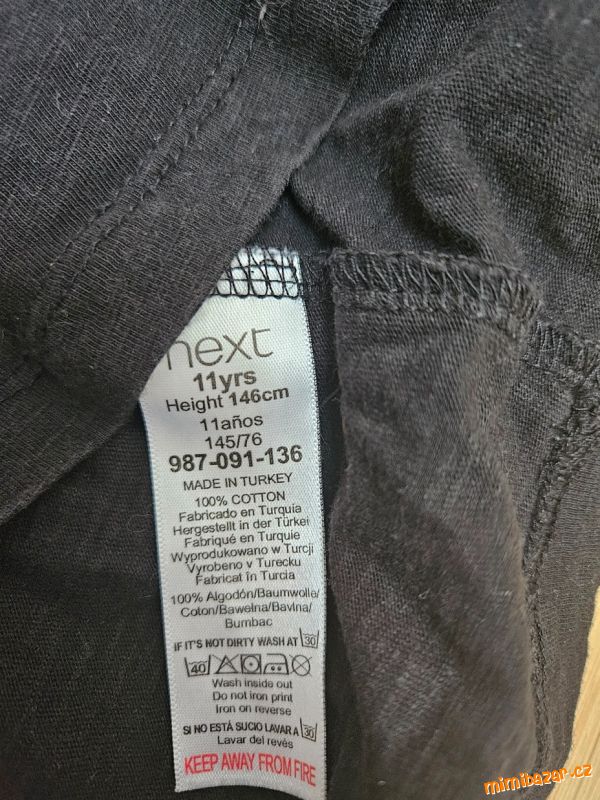 next
11yrs
Height 146cm
11años
145/76
987-091-136
MADE IN TURKEY
100% COTTON
Fabricado en Turquia
Hergestellt in der Türkei
Fabriqué en Turquie
Wyprodukowano w Turcji
Vyrobeno v Turecku
Fabricat în Turcia
100% Algodón/Baumwolle/
Coton/Bawełna/Bavlna/
Bumbac
IF IT'S NOT DIRTY WASH AT 30
40
Wash inside out
Do not iron print
Iron on reverse
SI NO ESTÁ SUCIO LAVAR A 30
Lavar del revés
KEEP AWAY FROM FIRE
mimibazar.cz